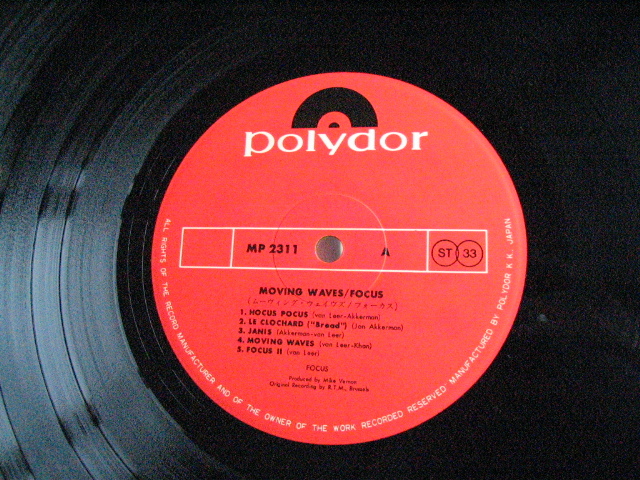 polydor
MP 2311 A ST 33
MOVING WAVES/FOCUS
(ムーヴィング・ウェイヴズ/フォーカス)
1. HOCUS POCUS (van Leer-Akkerman)
2. LE CLOCHARD ("Bread") (Jan Akkerman)
3. JANIS (Akkerman-van Leer)
4. MOVING WAVES (van Leer-Khan)
5. FOCUS II (van Leer)
FOCUS
Produced by Mike Vernon
Original Recording by R.T.M., Brussels
ALL RIGHTS OF THE RECORD MANUFACTURER AND OF THE OWNER OF THE WORK RECORDED RESERVED · MANUFACTURED BY POLYDOR K.K. JAPAN